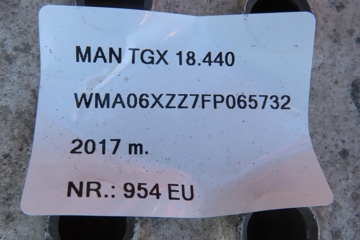 MAN TGX 18.440
WMA06XZZ7FP065732
2017 m.
NR.: 954 EU